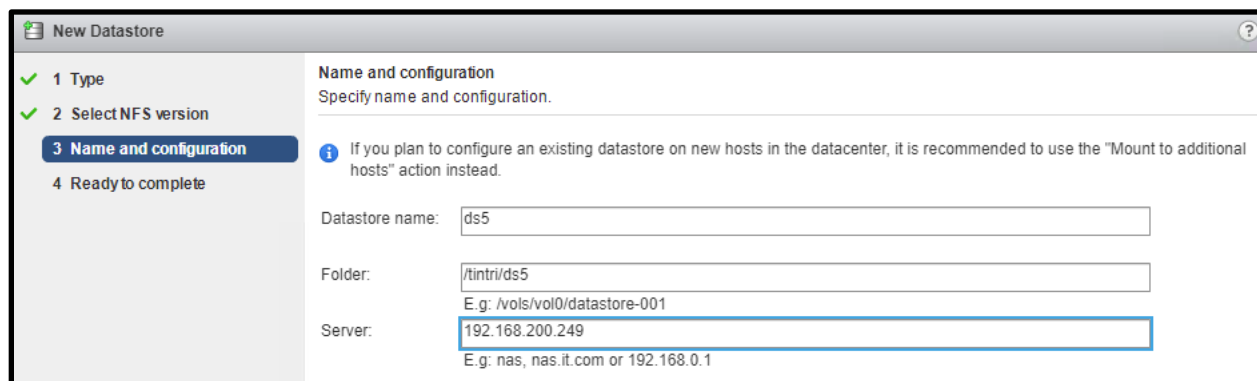 New Datastore
?
1 Type
2 Select NFS version
3 Name and configuration
4 Ready to complete
Name and configuration
Specify name and configuration.
If you plan to configure an existing datastore on new hosts in the datacenter, it is recommended to use the "Mount to additional
hosts" action instead.
Datastore name: ds5
Folder: /tintri/ds5
E.g: /vols/vol0/datastore-001
Server: 192.168.200.249
E.g: nas, nas.it.com or 192.168.0.1